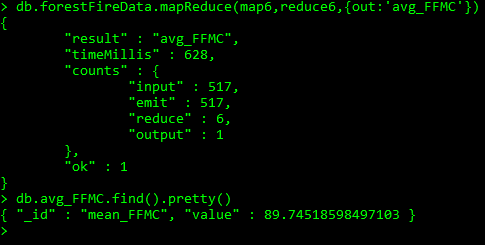 > db.forestFireData.mapReduce(map6,reduce6,{out:'avg_FFMC'})
{
        "result" : "avg_FFMC",
        "timeMillis" : 628,
        "counts" : {
                "input" : 517,
                "emit" : 517,
                "reduce" : 6,
                "output" : 1
        },
        "ok" : 1
}
> db.avg_FFMC.find().pretty()
{ "_id" : "mean_FFMC", "value" : 89.74518598497103 }
>